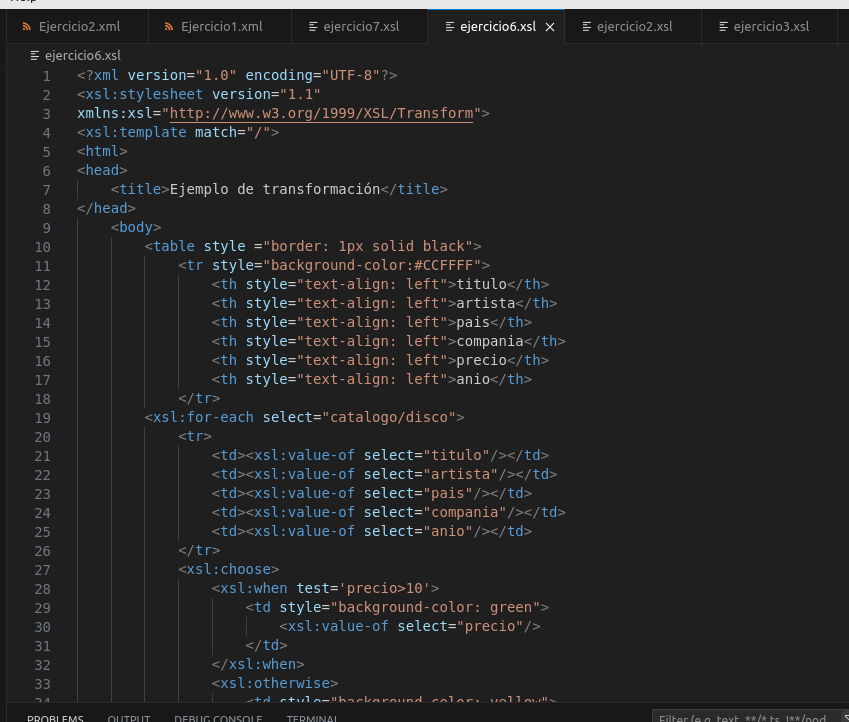 Ejercicio2.xml Ejercicio1.xml ejercicio7.xsl ejercicio6.xsl ejercicio2.xsl ejercicio3.xsl
ejercicio6.xsl
1 <?xml version="1.0" encoding="UTF-8"?>
2 <xsl:stylesheet version="1.1"
3 xmlns:xsl="http://www.w3.org/1999/XSL/Transform">
4 <xsl:template match="/">
5 <html>
6 <head>
7 <title>Ejemplo de transformación</title>
8 </head>
9 <body>
10 <table style ="border: 1px solid black">
11 <tr style="background-color:#CCFFFF">
12 <th style="text-align: left">titulo</th>
13 <th style="text-align: left">artista</th>
14 <th style="text-align: left">pais</th>
15 <th style="text-align: left">compania</th>
16 <th style="text-align: left">precio</th>
17 <th style="text-align: left">anio</th>
18 </tr>
19 <xsl:for-each select="catalogo/disco">
20 <tr>
21 <td><xsl:value-of select="titulo"/></td>
22 <td><xsl:value-of select="artista"/></td>
23 <td><xsl:value-of select="pais"/></td>
24 <td><xsl:value-of select="compania"/></td>
25 <td><xsl:value-of select="anio"/></td>
26 </tr>
27 <xsl:choose>
28 <xsl:when test='precio>10'>
29 <td style="background-color: green">
30 <xsl:value-of select="precio"/>
31 </td>
32 </xsl:when>
33 <xsl:otherwise>
34 <td style="background-color: yellow">
PROBLEMS OUTPUT DEBUG CONSOLE TERMINAL Filter (e.g. text, **/*.ts, !**/nod